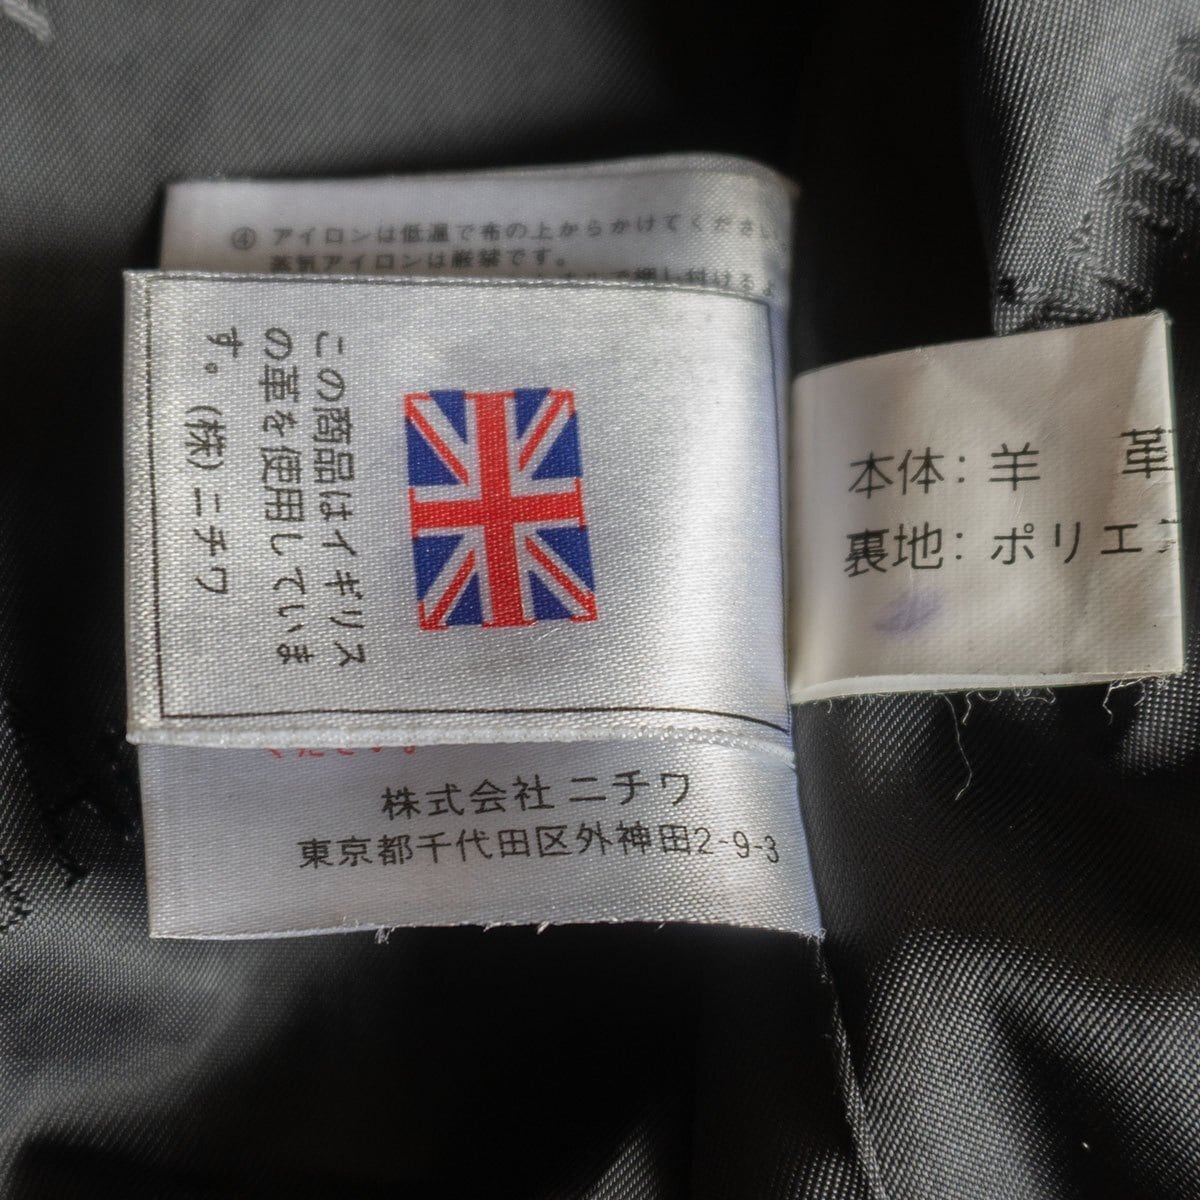 ④ アイロンは低温で布の上からかけてください
蒸気アイロンは厳禁です。
この商品はイギリス
の革を使用していま
す。(株)ニチワ
株式会社 ニチワ
東京都千代田区外神田2-9-3
本体:羊 革
裏地:ポリエ